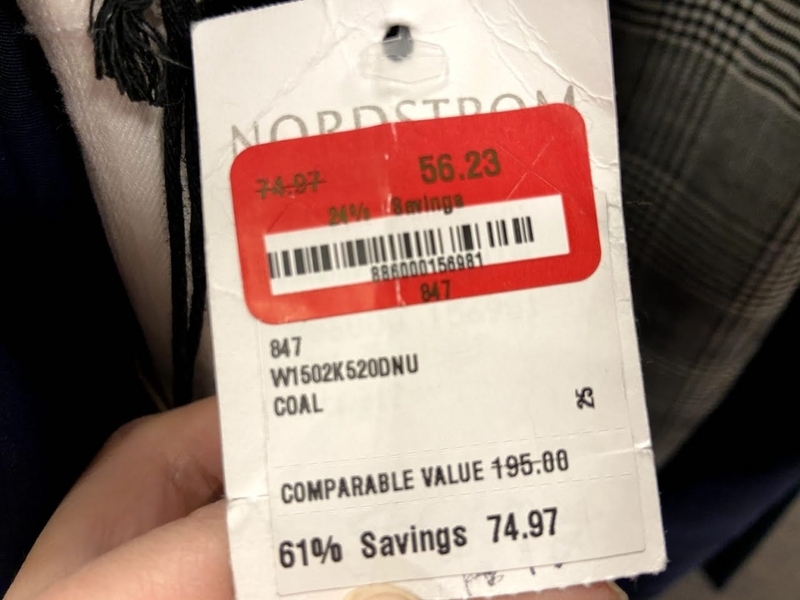 NORDSTROM
74.97 56.23
24% Savings
886000156981
847
847
W1502K520DNU
COAL 25
COMPARABLE VALUE 195.00
61% Savings 74.97